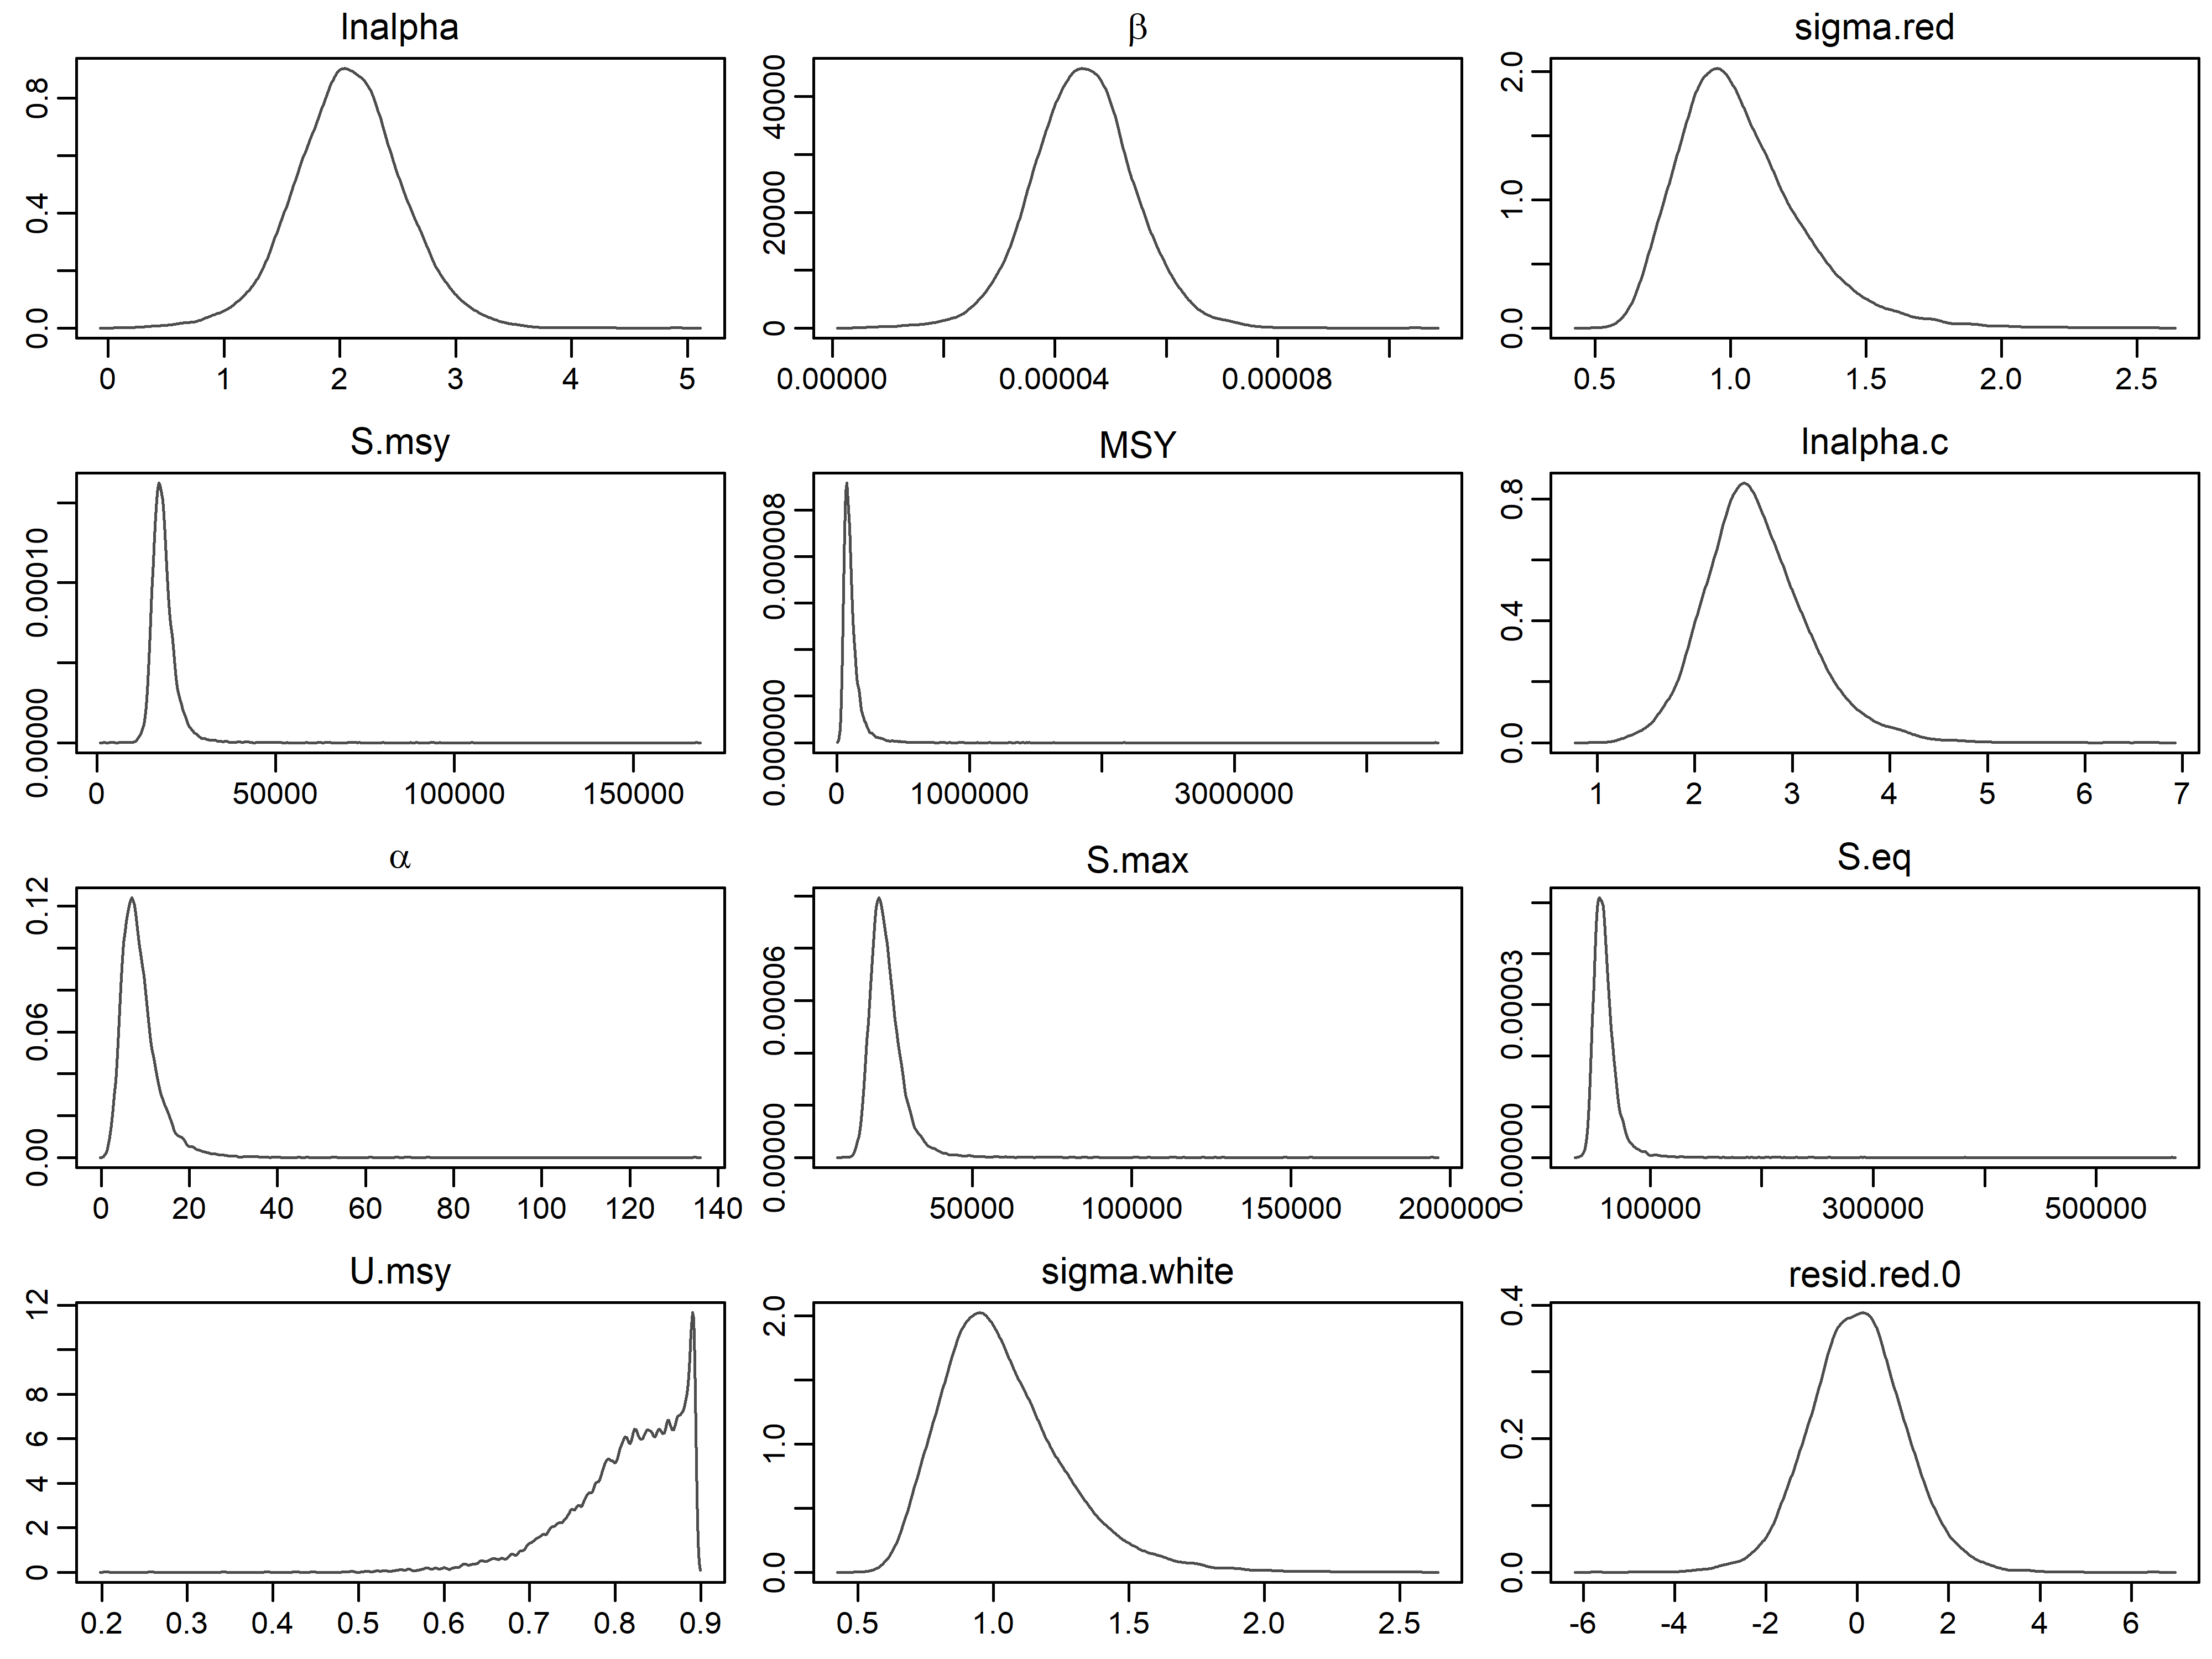 lnalpha
β
sigma.red
0.0 0.4 0.8
0 20000 40000
0.0 1.0 2.0
0 1 2 3 4 5
0.00000 0.00004 0.00008
0.5 1.0 1.5 2.0 2.5
S.msy
MSY
lnalpha.c
0.00000 0.00010
0.000000 0.000008
0.0 0.4 0.8
0 50000 100000 150000
0 1000000 3000000
1 2 3 4 5 6 7
α
S.max
S.eq
0.00 0.06 0.12
0.00000 0.00006
0.00000 0.00003
0 20 40 60 80 100 120 140
50000 100000 150000 200000
100000 300000 500000
U.msy
sigma.white
resid.red.0
0 2 4 6 8 12
0.0 1.0 2.0
0.0 0.2 0.4
0.2 0.3 0.4 0.5 0.6 0.7 0.8 0.9
0.5 1.0 1.5 2.0 2.5
-6 -4 -2 0 2 4 6